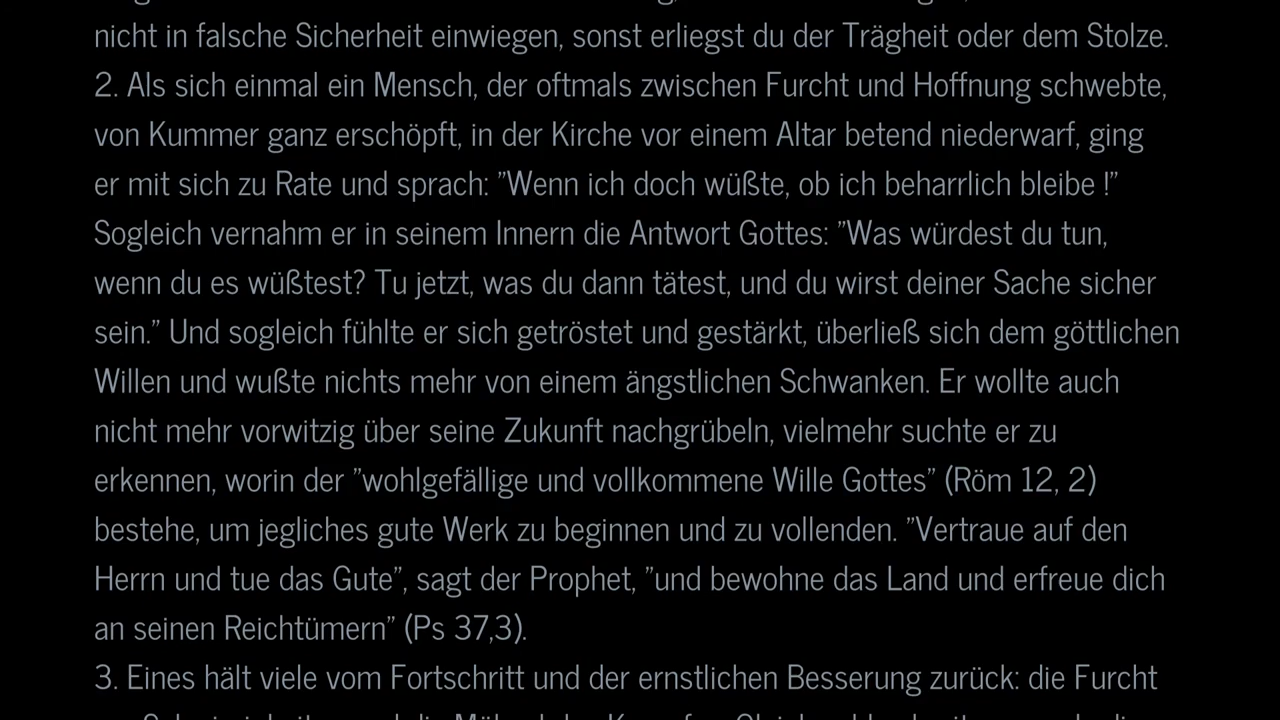 nicht in falsche Sicherheit einwiegen, sonst erliegst du der Trägheit oder dem Stolze.
2. Als sich einmal ein Mensch, der oftmals zwischen Furcht und Hoffnung schwebte,
von Kummer ganz erschöpft, in der Kirche vor einem Altar betend niederwarf, ging
er mit sich zu Rate und sprach: ”Wenn ich doch wüßte, ob ich beharrlich bleibe !”
Sogleich vernahm er in seinem Innern die Antwort Gottes: ”Was würdest du tun,
wenn du es wüßtest? Tu jetzt, was du dann tätest, und du wirst deiner Sache sicher
sein.” Und sogleich fühlte er sich getröstet und gestärkt, überließ sich dem göttlichen
Willen und wußte nichts mehr von einem ängstlichen Schwanken. Er wollte auch
nicht mehr vorwitzig über seine Zukunft nachgrübeln, vielmehr suchte er zu
erkennen, worin der ”wohlgefällige und vollkommene Wille Gottes” (Röm 12, 2)
bestehe, um jegliches gute Werk zu beginnen und zu vollenden. ”Vertraue auf den
Herrn und tue das Gute”, sagt der Prophet, ”und bewohne das Land und erfreue dich
an seinen Reichtümern” (Ps 37,3).
3. Eines hält viele vom Fortschritt und der ernstlichen Besserung zurück: die Furcht